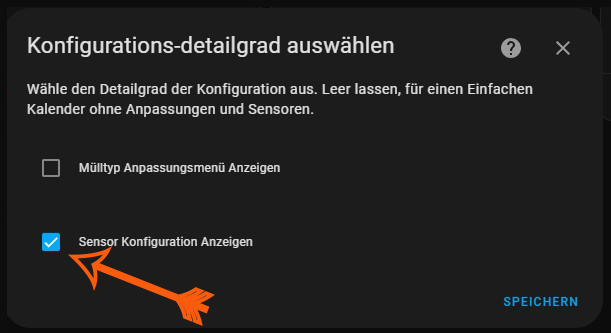 Konfigurations-detailgrad auswählen
Wähle den Detailgrad der Konfiguration aus. Leer lassen, für einen Einfachen
Kalender ohne Anpassungen und Sensoren.
Mülltyp Anpassungsmenü Anzeigen
Sensor Konfiguration Anzeigen
SPEICHERN